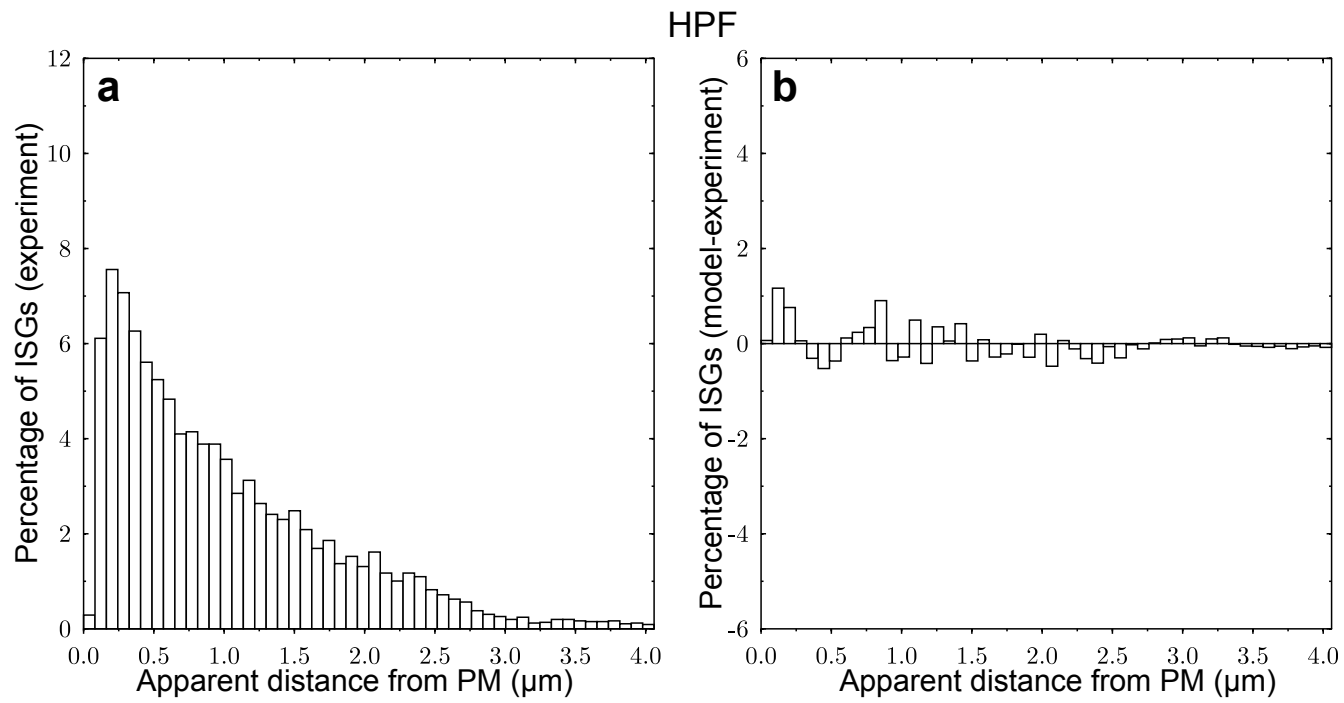 HPF
a
Percentage of ISGs (experiment)
12
10
8
6
4
2
0
0.0 0.5 1.0 1.5 2.0 2.5 3.0 3.5 4.0
Apparent distance from PM (μm)
b
Percentage of ISGs (model-experiment)
6
4
2
0
-2
-4
-6
0.0 0.5 1.0 1.5 2.0 2.5 3.0 3.5 4.0
Apparent distance from PM (μm)